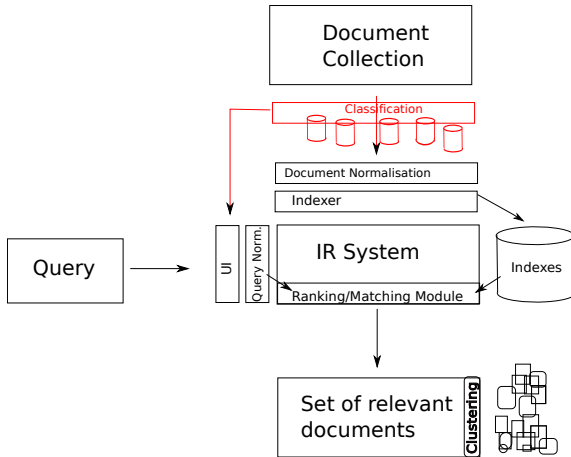 Document
Collection
Classification
Document Normalisation
Indexer
Query
UI
Query Norm.
IR System
Ranking/Matching Module
Indexes
Set of relevant
documents
Clustering